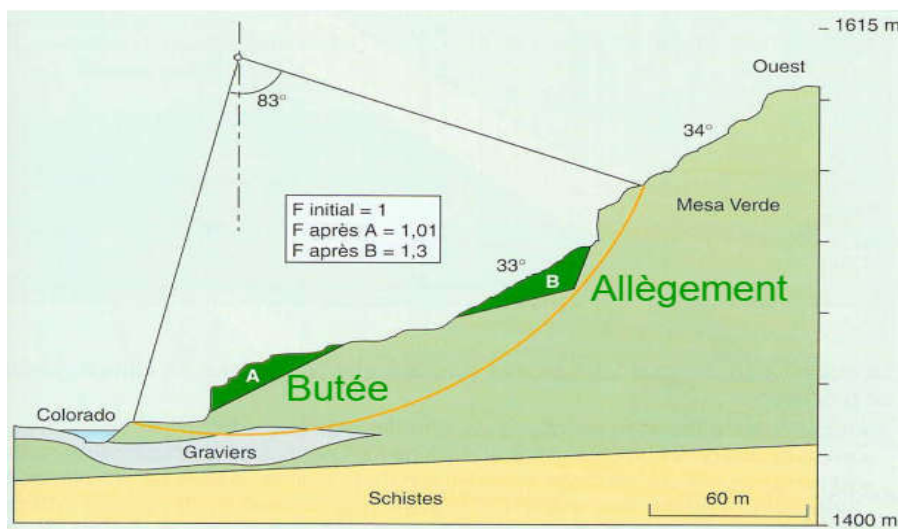 1615 m
Ouest
83°
34°
F initial = 1
F après A = 1,01
F après B = 1,3
Mesa Verde
33°
B
Allègement
A
Butée
Colorado
Graviers
Schistes
60 m
1400 m